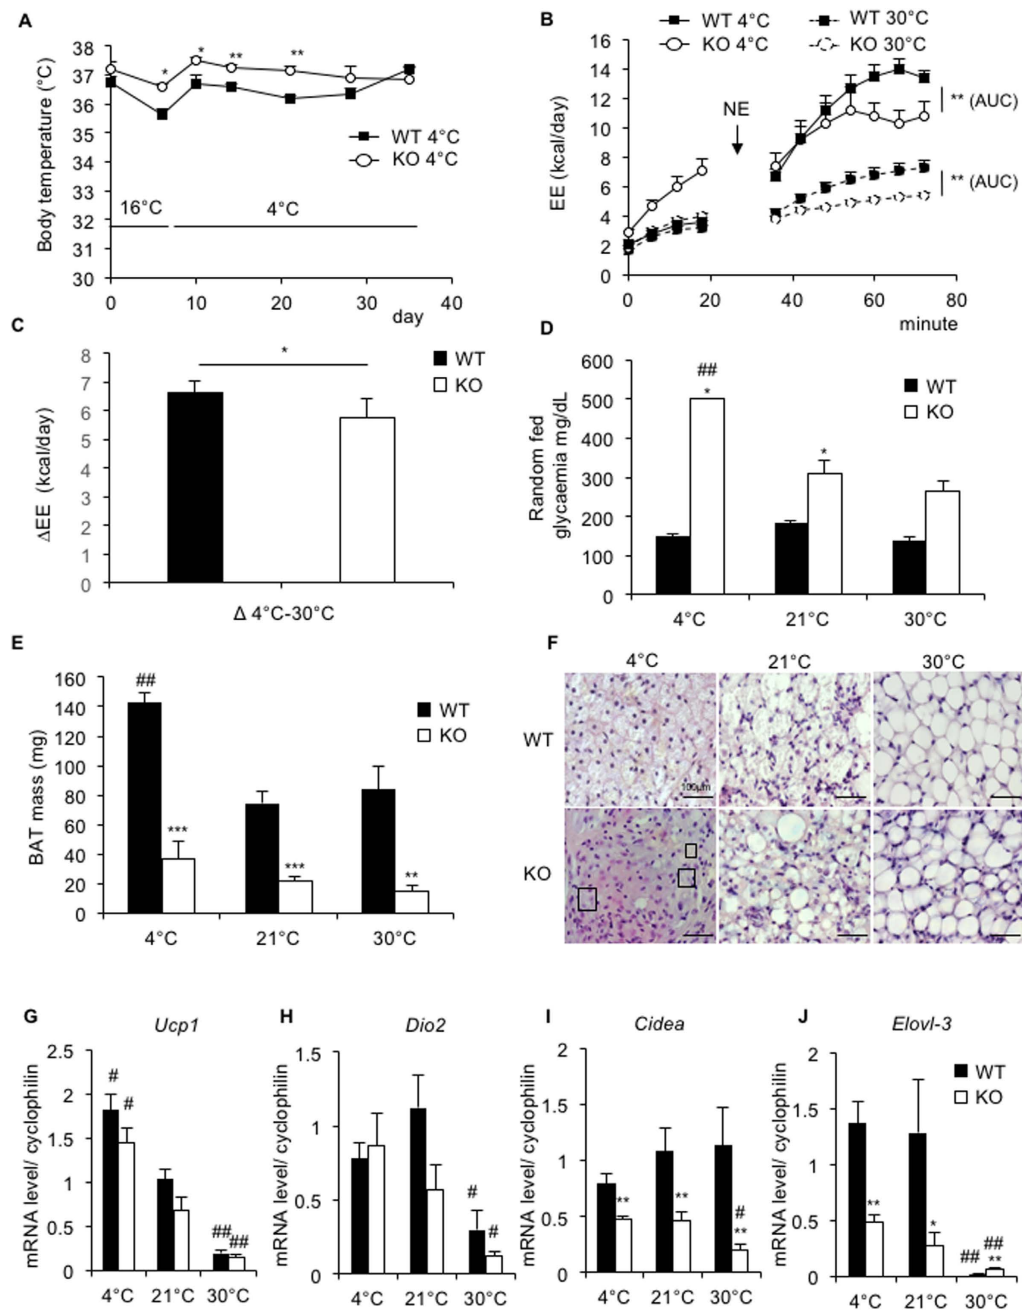 A
Body temperature (°C)
38
37
36
35
34
33
32
31
30
*
*
**
**
WT 4°C
KO 4°C
16°C
4°C
0
10
20
30
40
day
B
WT 4°C
WT 30°C
KO 4°C
KO 30°C
EE (kcal/day)
16
14
12
10
8
6
4
2
0
NE
** (AUC)
** (AUC)
0
20
40
60
80
minute
C
ΔEE (kcal/day)
8
7
6
5
4
3
2
1
0
*
WT
KO
Δ 4°C-30°C
D
Random fed
glycaemia mg/dL
600
500
400
300
200
100
0
##
*
*
WT
KO
4°C
21°C
30°C
E
BAT mass (mg)
160
140
120
100
80
60
40
20
0
##
***
***
**
WT
KO
4°C
21°C
30°C
F
4°C
21°C
30°C
WT
100µm
KO
G
Ucp1
mRNA level/ cyclophilin
2.5
2
1.5
1
0.5
0
#
#
##
##
4°C
21°C
30°C
H
Dio2
mRNA level/ cyclophilin
1.5
1
0.5
0
#
#
4°C
21°C
30°C
I
Cidea
mRNA level/ cyclophilin
2
1.5
1
0.5
0
**
**
#
**
4°C
21°C
30°C
J
Elovl-3
mRNA level/ cyclophilin
2
1.5
1
0.5
0
WT
KO
**
*
##
##
**
4°C
21°C
30°C